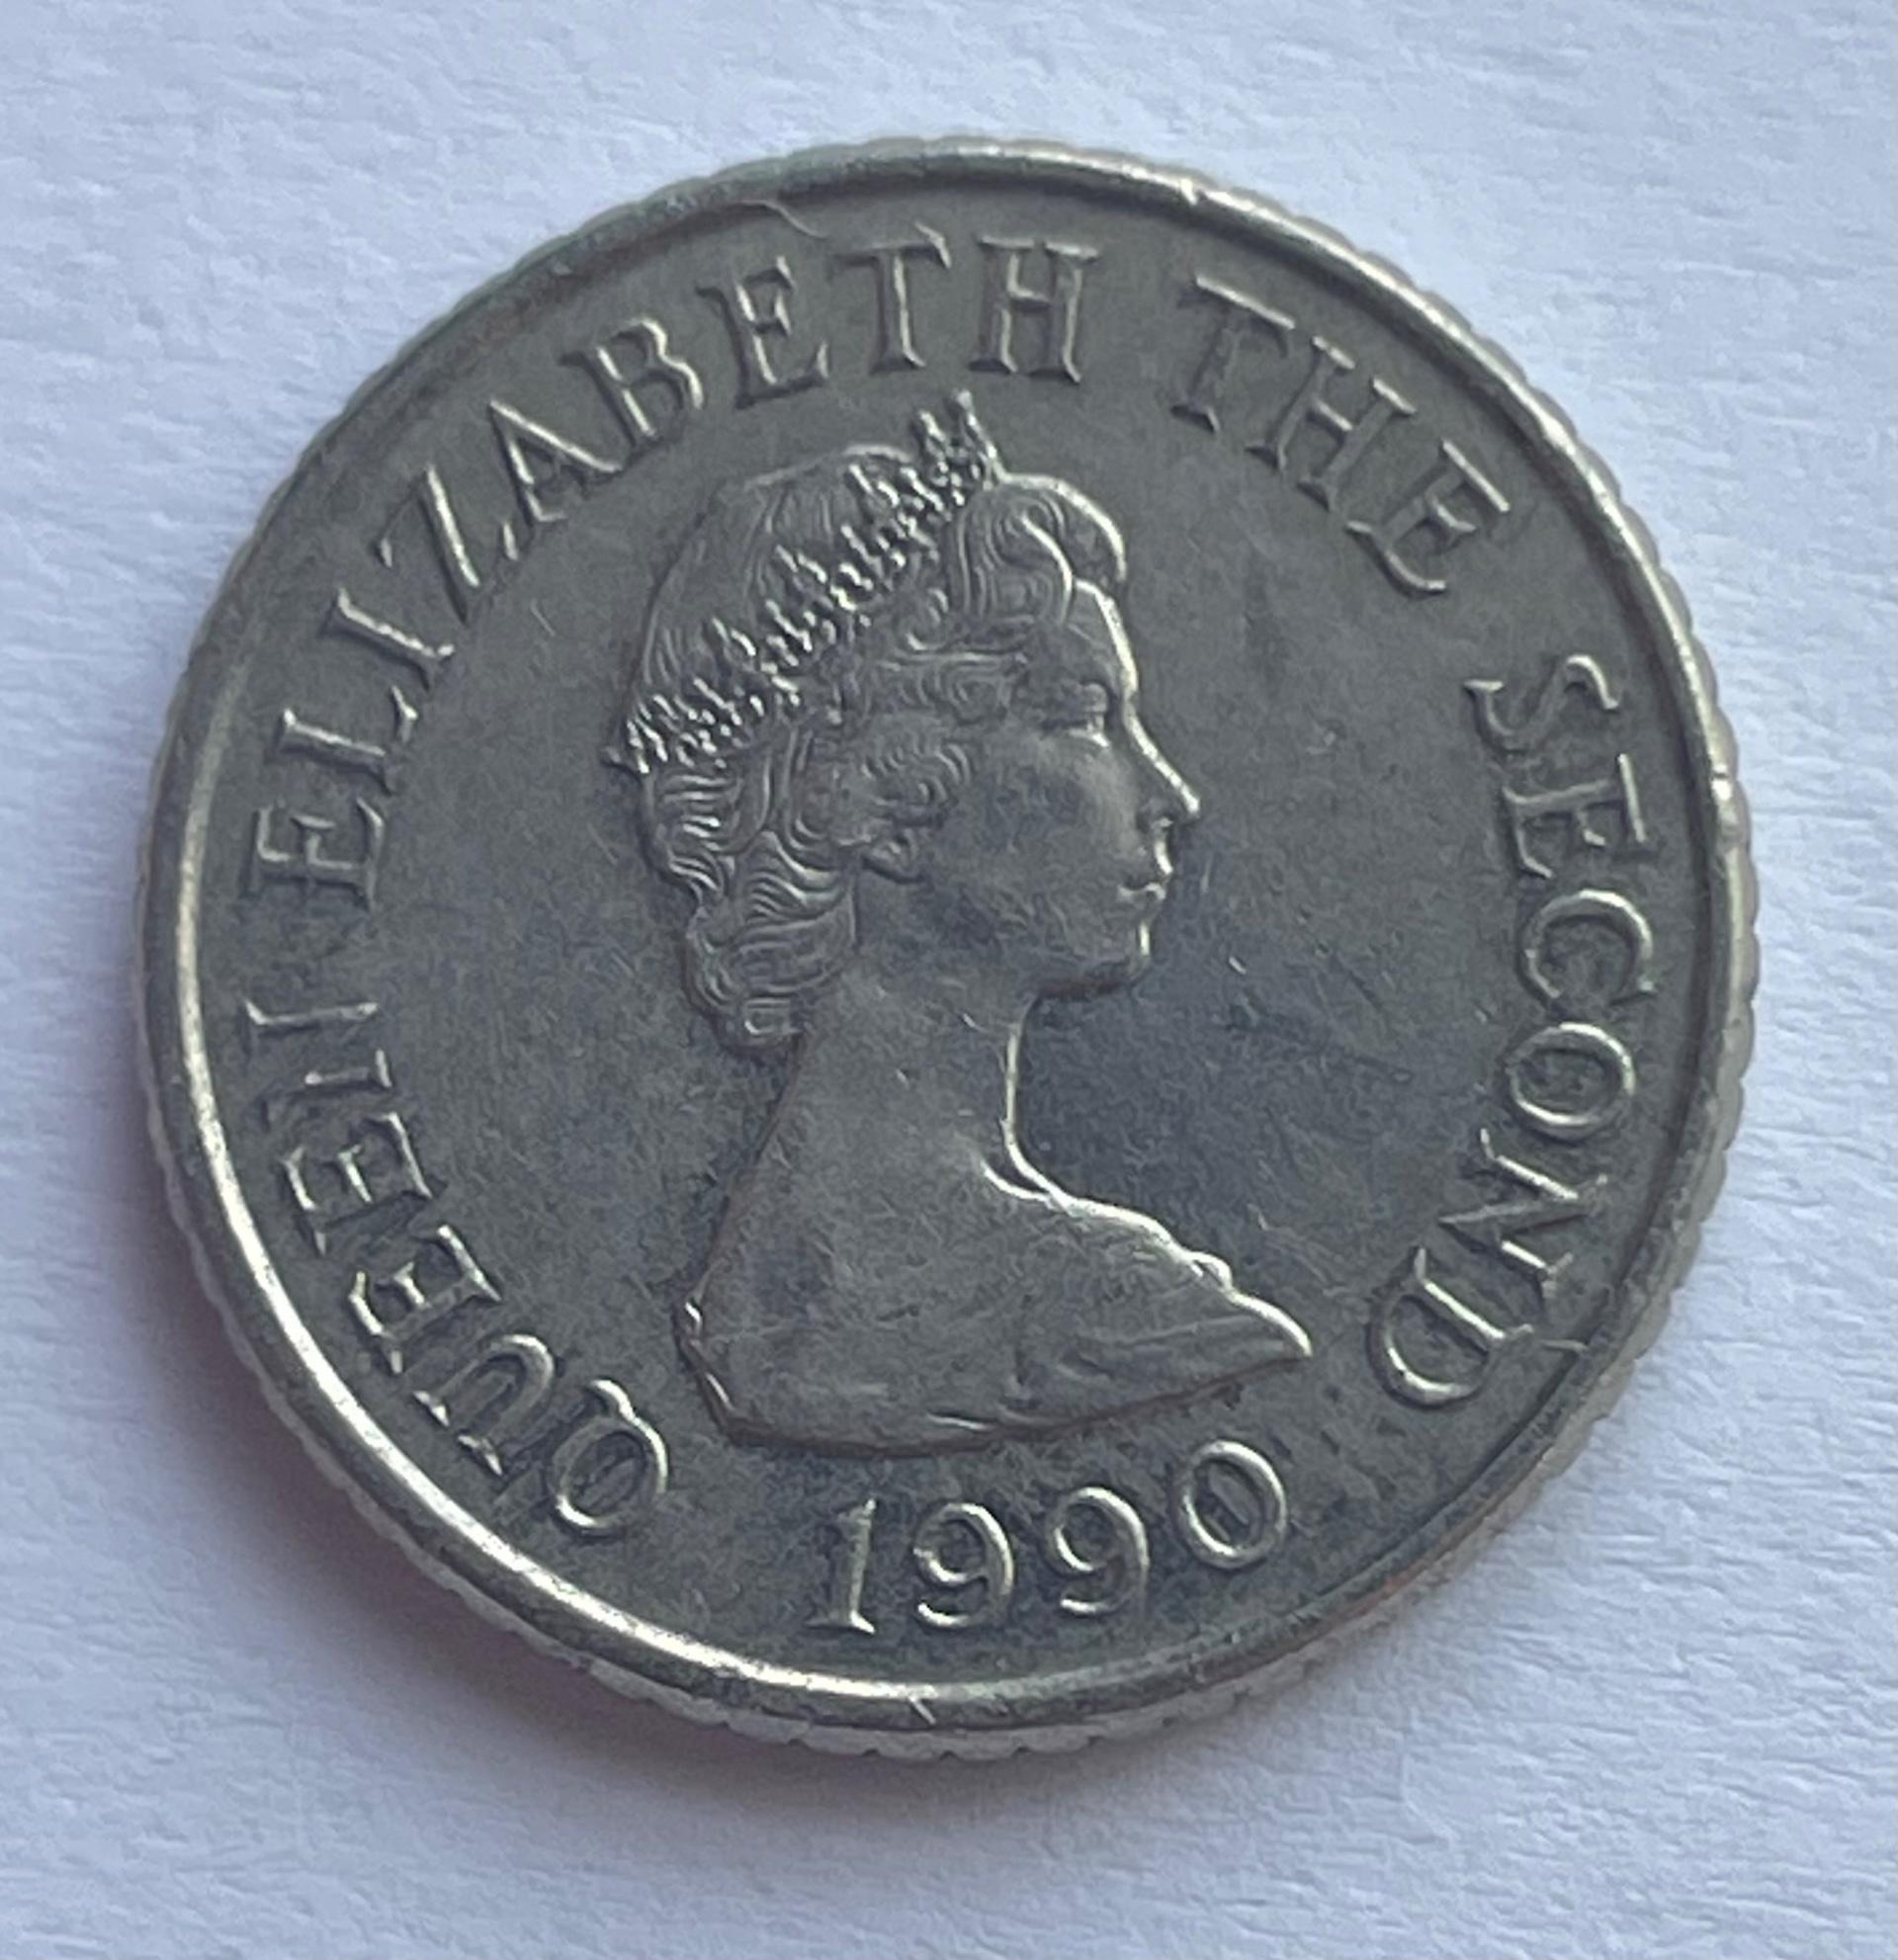 QUEEN ELIZABETH THE SECOND
1990